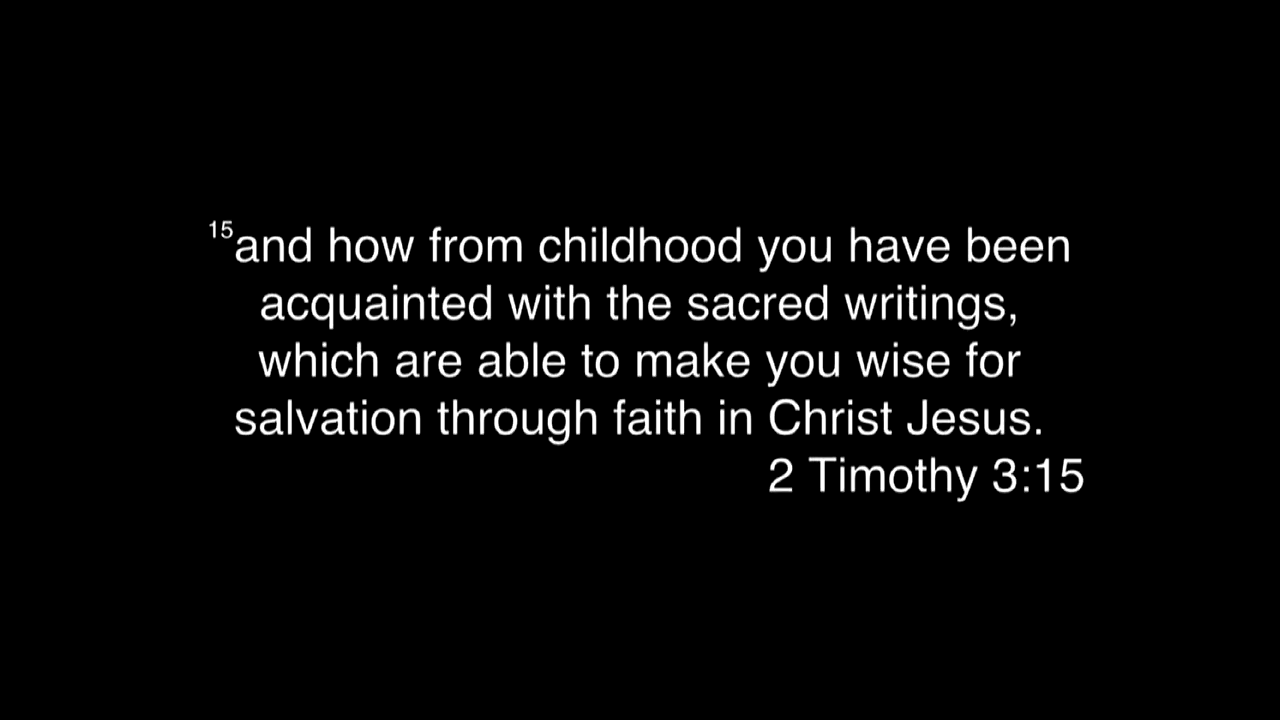 15and how from childhood you have been
acquainted with the sacred writings,
which are able to make you wise for
salvation through faith in Christ Jesus.
2 Timothy 3:15